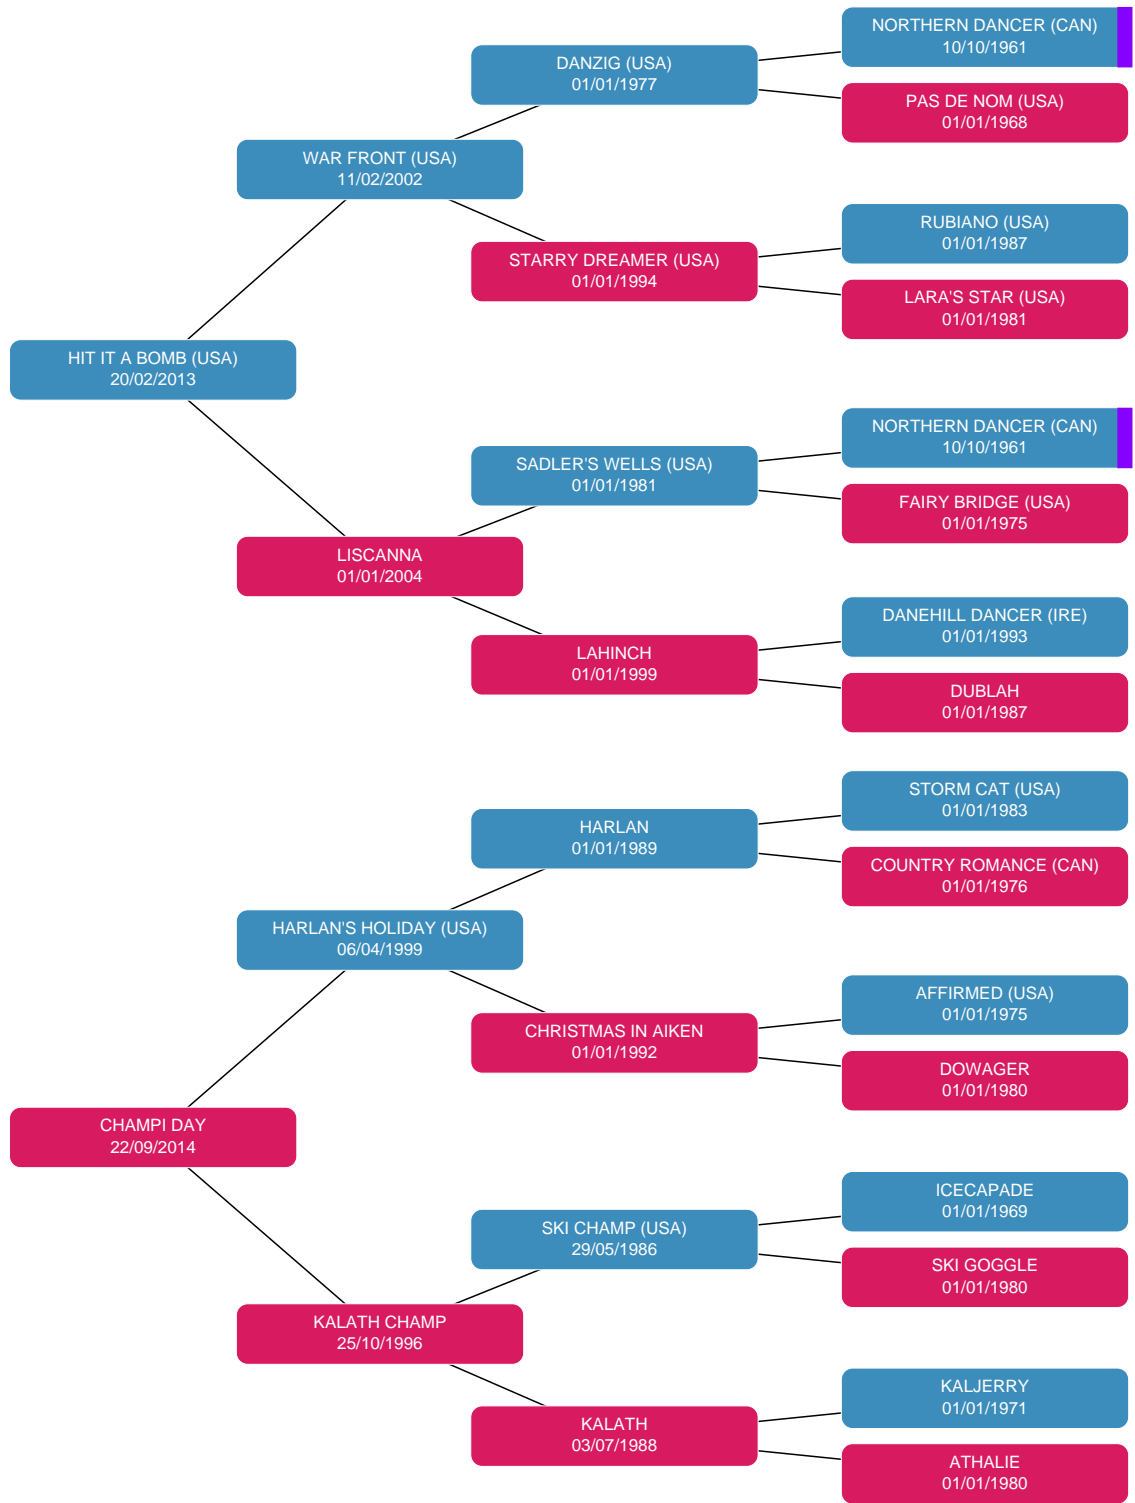 NORTHERN DANCER (CAN)
10/10/1961
DANZIG (USA)
01/01/1977
PAS DE NOM (USA)
01/01/1968
WAR FRONT (USA)
11/02/2002
RUBIANO (USA)
01/01/1987
STARRY DREAMER (USA)
01/01/1994
LARA'S STAR (USA)
01/01/1981
HIT IT A BOMB (USA)
20/02/2013
NORTHERN DANCER (CAN)
10/10/1961
SADLER'S WELLS (USA)
01/01/1981
FAIRY BRIDGE (USA)
01/01/1975
LISCANNA
01/01/2004
DANEHILL DANCER (IRE)
01/01/1993
LAHINCH
01/01/1999
DUBLAH
01/01/1987
STORM CAT (USA)
01/01/1983
HARLAN
01/01/1989
COUNTRY ROMANCE (CAN)
01/01/1976
HARLAN'S HOLIDAY (USA)
06/04/1999
AFFIRMED (USA)
01/01/1975
CHRISTMAS IN AIKEN
01/01/1992
DOWAGER
01/01/1980
CHAMPI DAY
22/09/2014
ICECAPADE
01/01/1969
SKI CHAMP (USA)
29/05/1986
SKI GOGGLE
01/01/1980
KALATH CHAMP
25/10/1996
KALJERRY
01/01/1971
KALATH
03/07/1988
ATHALIE
01/01/1980